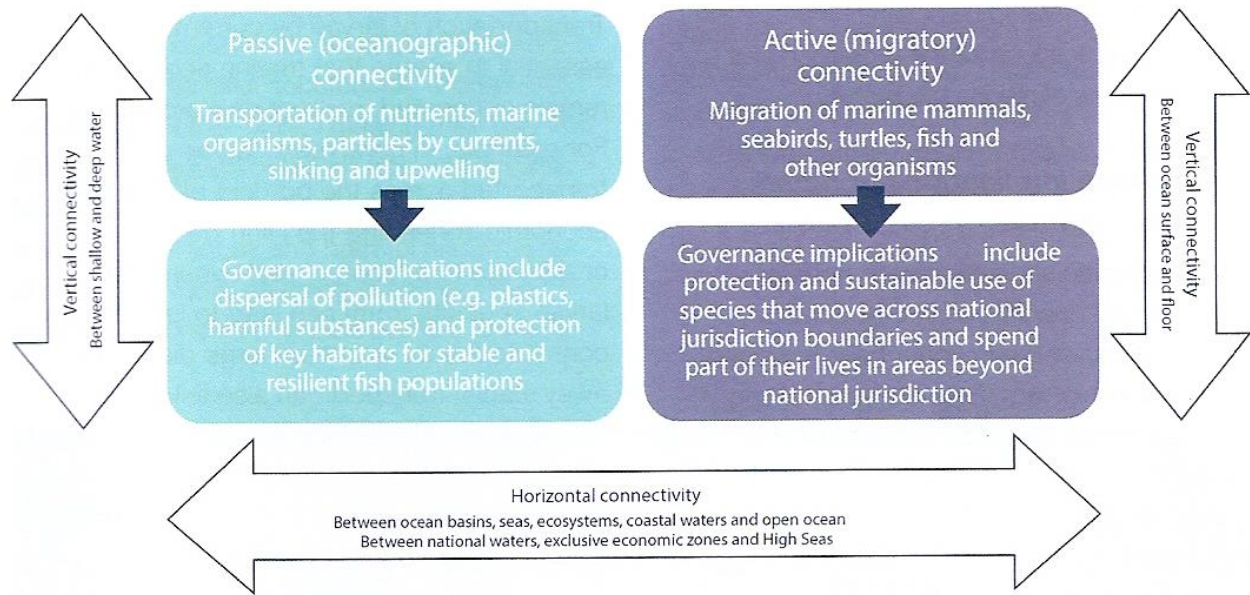 Vertical connectivity
Between shallow and deep water
Passive (oceanographic)
connectivity
Transportation of nutrients, marine
organisms, particles by currents,
sinking and upwelling
Governance implications include
dispersal of pollution (e.g. plastics,
harmful substances) and protection
of key habitats for stable and
resilient fish populations
Active (migratory)
connectivity
Migration of marine mammals,
seabirds, turtles, fish and
other organisms
Governance implications include
protection and sustainable use of
species that move across national
jurisdiction boundaries and spend
part of their lives in areas beyond
national jurisdiction
Vertical connectivity
Between ocean surface and floor
Horizontal connectivity
Between ocean basins, seas, ecosystems, coastal waters and open ocean
Between national waters, exclusive economic zones and High Seas